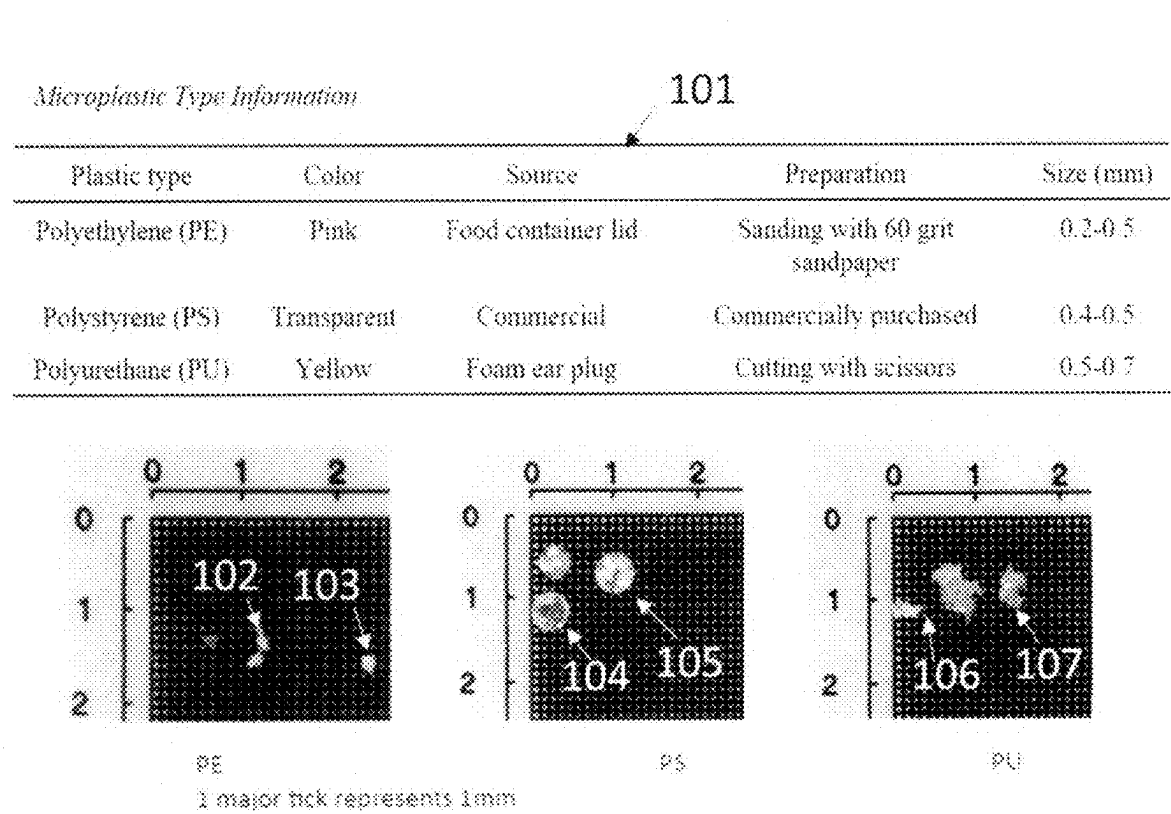 Microplastic Type Information
101
Plastic type Color Source Preparation Size (mm)
Polyethylene (PE) Pink Food container lid Sanding with 60 grit 0.2-0.5
sandpaper
Polystyrene (PS) Transparent Commercial Commercially purchased 0.4-0.5
Polyurethane (PU) Yellow Foam ear plug Cutting with scissors 0.5-0.7
0 1 2 0 1 2 0 1 2
0 0 0
102 103
1 1 1
104 105 106 107
2 2 2
PE PS PU
1 major tick represents 1mm